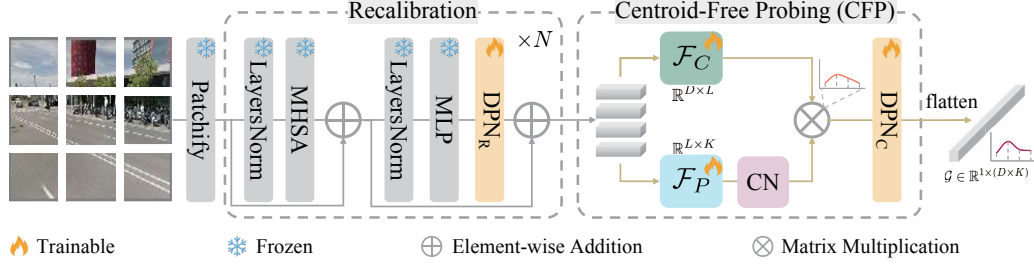 Recalibration
Centroid-Free Probing (CFP)
×N
Patchify
LayersNorm
MHSA
LayersNorm
MLP
DPN_R
F_C
ℝ^{D×L}
ℝ^{L×K}
F_P
CN
DPN_C
flatten
G ∈ ℝ^{1×(D×K)}
Trainable
Frozen
Element-wise Addition
Matrix Multiplication